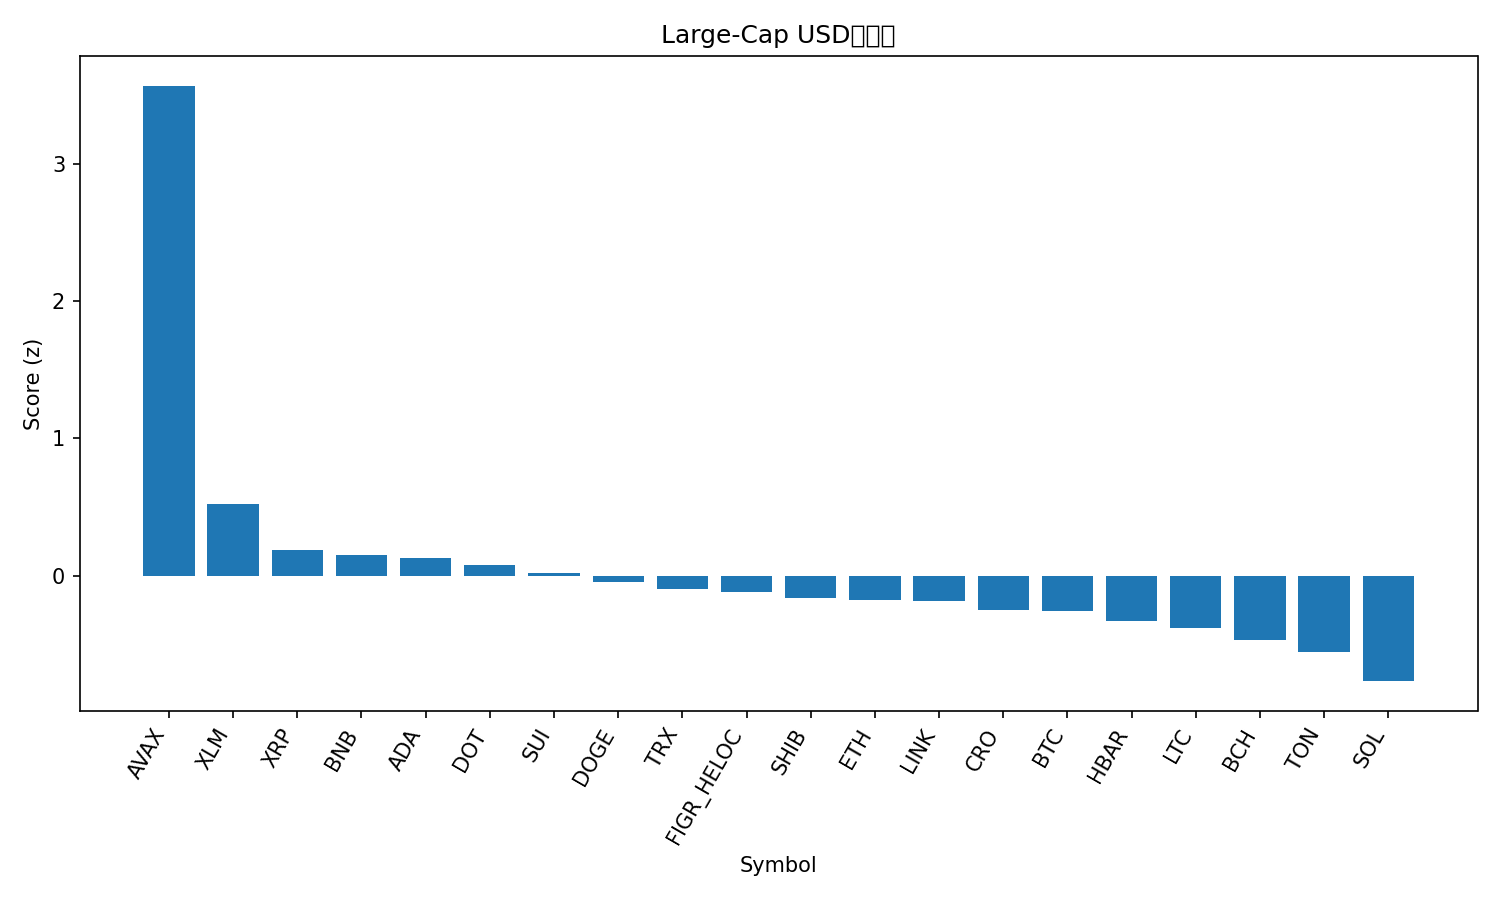 Large-Cap USD
Score (z)
3
2
1
0
AVAX
XLM
XRP
BNB
ADA
DOT
SUI
DOGE
TRX
FIGR_HELOC
SHIB
ETH
LINK
CRO
BTC
HBAR
LTC
BCH
TON
SOL
Symbol